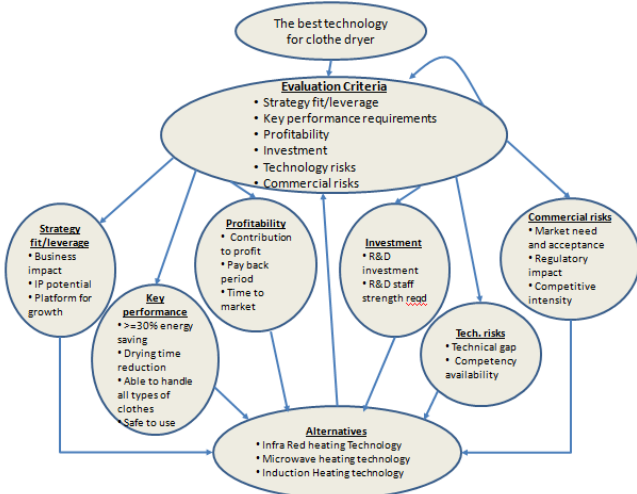 The best technology
for clothe dryer
Evaluation Criteria
• Strategy fit/leverage
• Key performance requirements
• Profitability
• Investment
• Technology risks
• Commercial risks
Strategy
fit/leverage
• Business
impact
• IP potential
• Platform for
growth
Key
performance
• >=30% energy
saving
• Drying time
reduction
• Able to handle
all types of
clothes
• Safe to use
Profitability
• Contribution
to profit
• Pay back
period
• Time to
market
Investment
• R&D
investment
• R&D staff
strength reqd
Tech. risks
• Technical gap
• Competency
availability
Commercial risks
• Market need
and acceptance
• Regulatory
impact
• Competitive
intensity
Alternatives
• Infra Red heating Technology
• Microwave heating technology
• Induction Heating technology